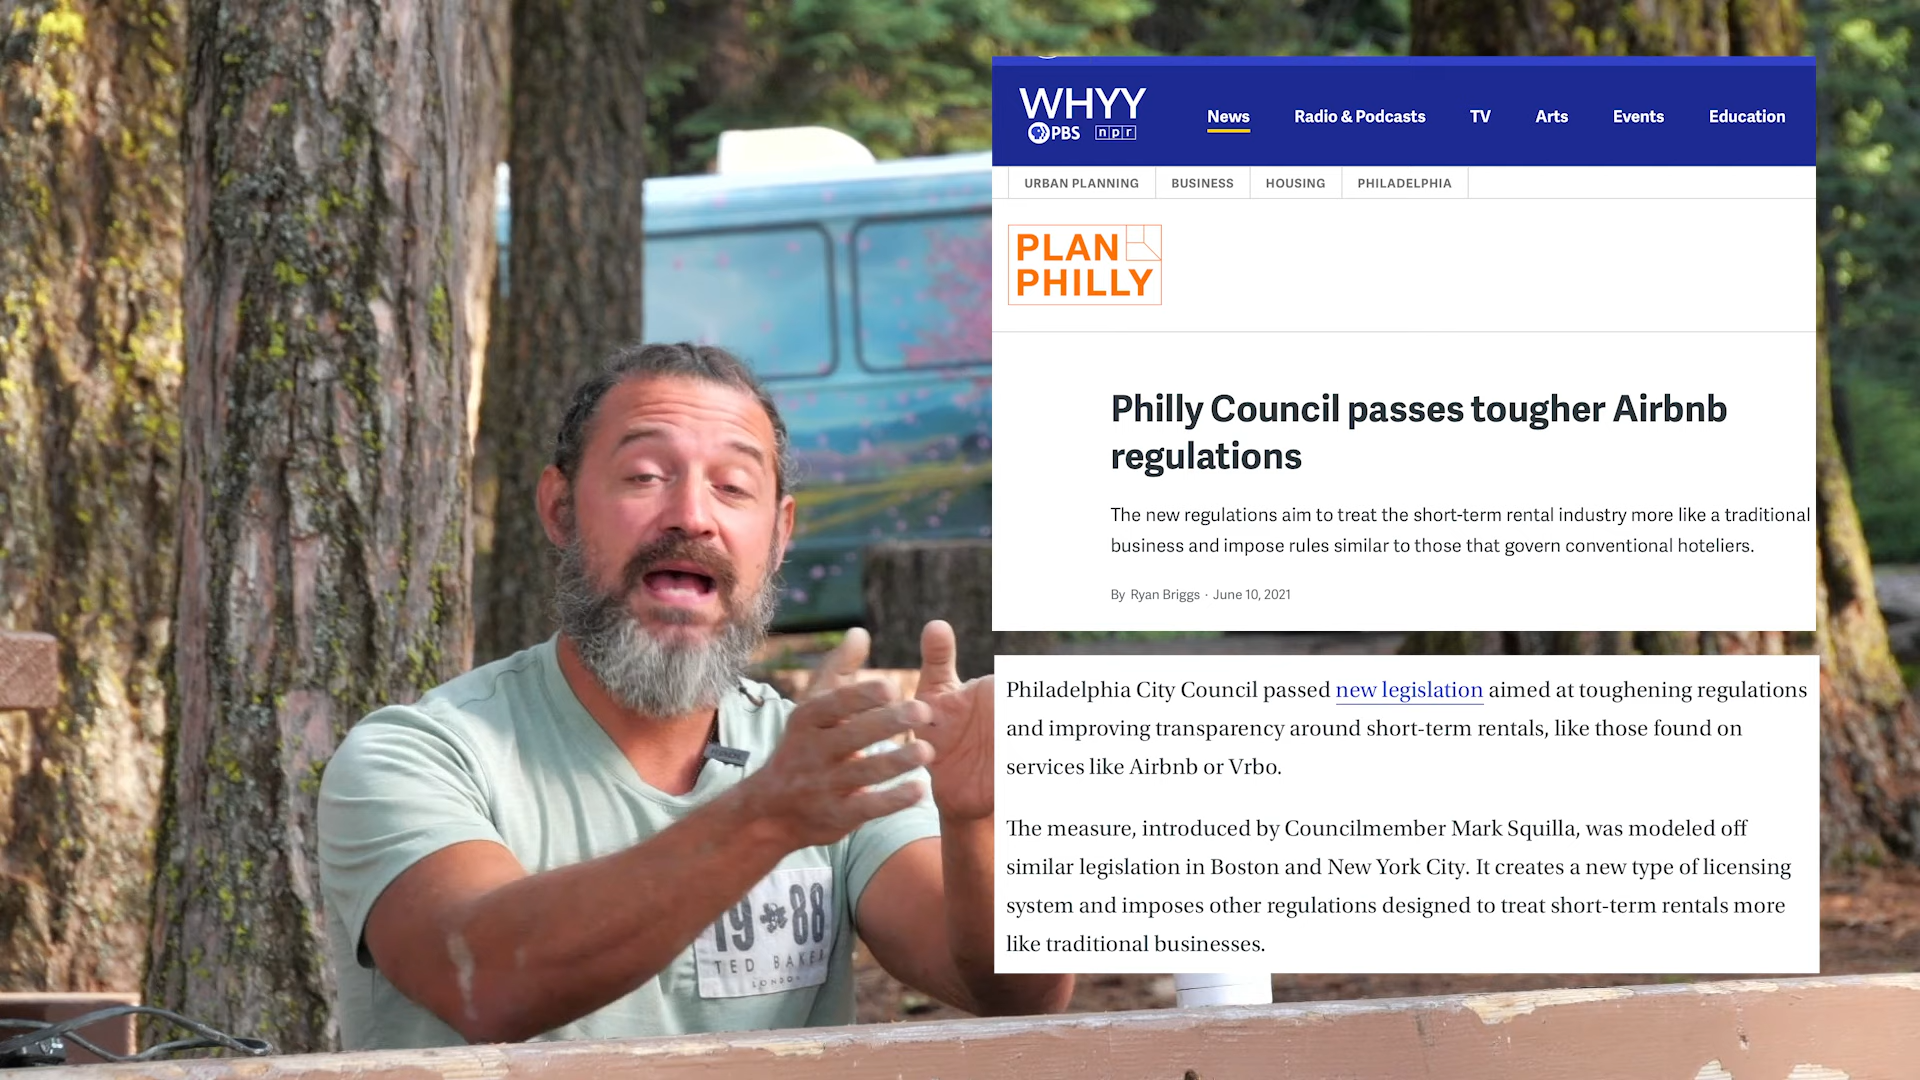 WHYY
PBS npr
News Radio & Podcasts TV Arts Events Education
URBAN PLANNING BUSINESS HOUSING PHILADELPHIA
PLAN
PHILLY
Philly Council passes tougher Airbnb
regulations
The new regulations aim to treat the short-term rental industry more like a traditional
business and impose rules similar to those that govern conventional hoteliers.
By Ryan Briggs · June 10, 2021
Philadelphia City Council passed new legislation aimed at toughening regulations
and improving transparency around short-term rentals, like those found on
services like Airbnb or Vrbo.
The measure, introduced by Councilmember Mark Squilla, was modeled off
similar legislation in Boston and New York City. It creates a new type of licensing
system and imposes other regulations designed to treat short-term rentals more
like traditional businesses.
19 88
TED BAKER
LONDON